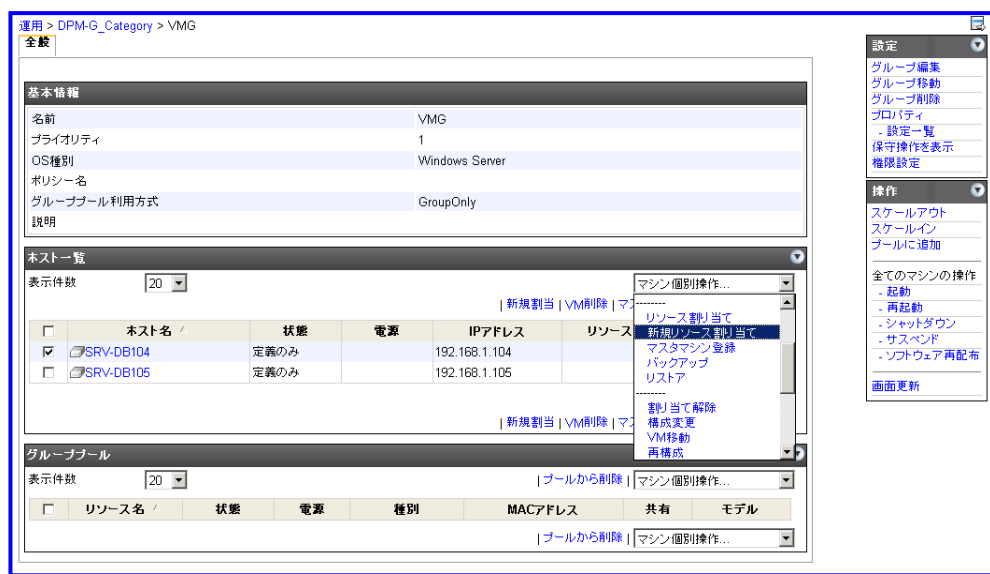 運用 > DPM-G_Category > VMG
全般
基本情報
名前 VMG
プライオリティ 1
OS種別 Windows Server
ポリシー名
グループプール利用方式 GroupOnly
説明
ホスト一覧
表示件数 20 マシン個別操作...
| 新規割当 | VM削除 | マス
--------
リソース割り当て
新規リソース割り当て
マスタマシン登録
バックアップ
リストア
--------
割り当て解除
構成変更
VM移動
再構成
ホスト名 状態 電源 IPアドレス リソース
SRV-DB104 定義のみ 192.168.1.104
SRV-DB105 定義のみ 192.168.1.105
| 新規割当 | VM削除 | マス
グループプール
表示件数 20 | プールから削除 | マシン個別操作...
リソース名 状態 電源 種別 MACアドレス 共有 モデル
| プールから削除 | マシン個別操作...
設定
グループ編集
グループ移動
グループ削除
プロパティ
- 設定一覧
保守操作を表示
権限設定
操作
スケールアウト
スケールイン
プールに追加
全てのマシンの操作
- 起動
- 再起動
- シャットダウン
- サスペンド
- ソフトウェア再配布
画面更新